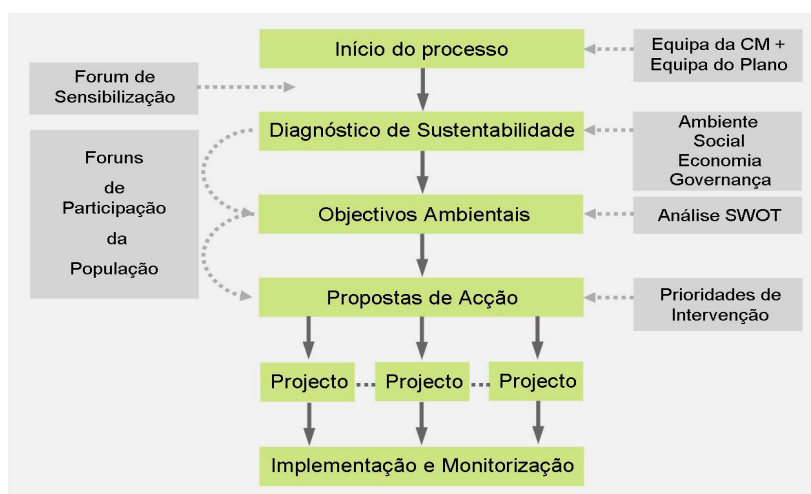 Início do processo
Equipa da CM +
Equipa do Plano
Forum de
Sensibilização
Diagnóstico de Sustentabilidade
Ambiente
Social
Economia
Governança
Foruns
de
Participação
da
População
Objectivos Ambientais
Análise SWOT
Propostas de Acção
Prioridades de
Intervenção
Projecto
Projecto
Projecto
Implementação e Monitorização